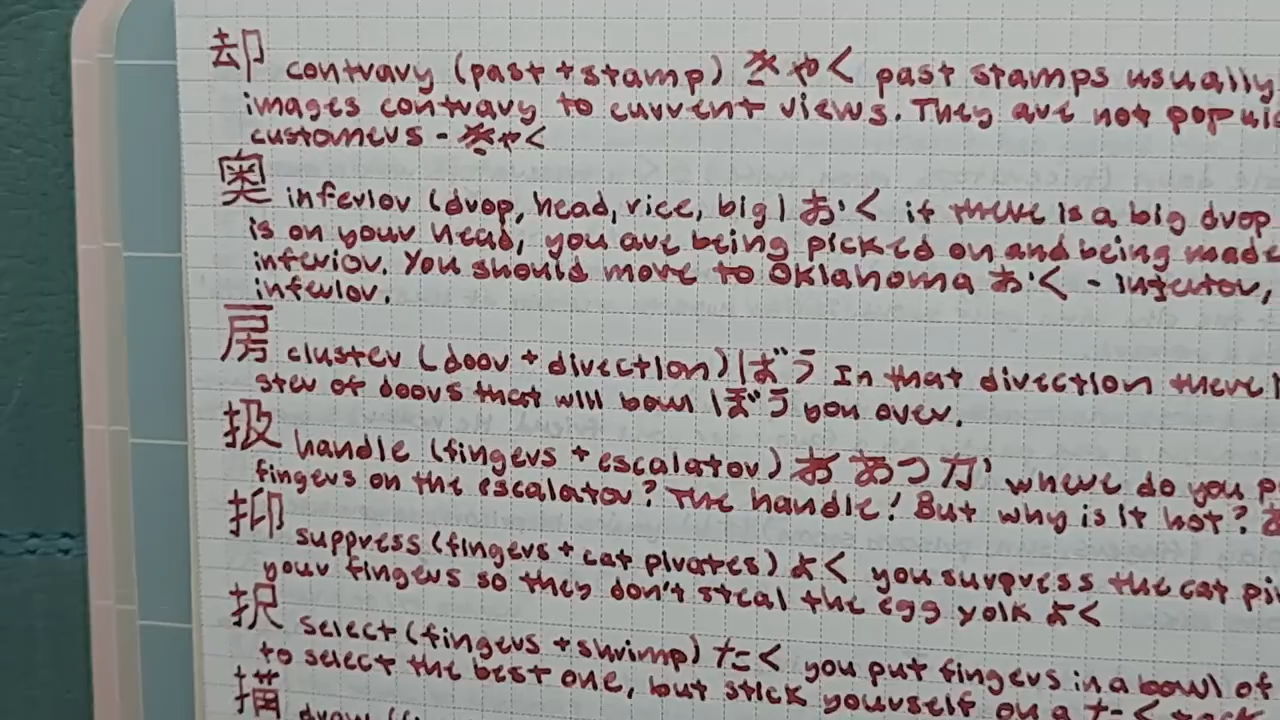 却 contrary (past + stamp) きゃく past stamps usually
images contrary to current views. They are not
customers - きゃく
奥 inferior (drop, head, rice, big) おく if there is a big drop
is on your head, you are being picked on and being made
inferior. You should move to Oklahoma おく - inferior,
inferior.
房 cluster (door + direction) ぼう In that direction there
ster of doors that will bowl ぼう you over.
扱 handle (fingers + escalator) お あつか where do you
fingers on the escalator? The handle! But why is it hot?
抑 suppress (fingers + cat pirates) よく you surpress the cat
your fingers so they don't steal the egg yolk よく
択 select (fingers + shrimp) たく you put fingers in a bowl of
to select the best one, but stick yourself on a たく
描 draw